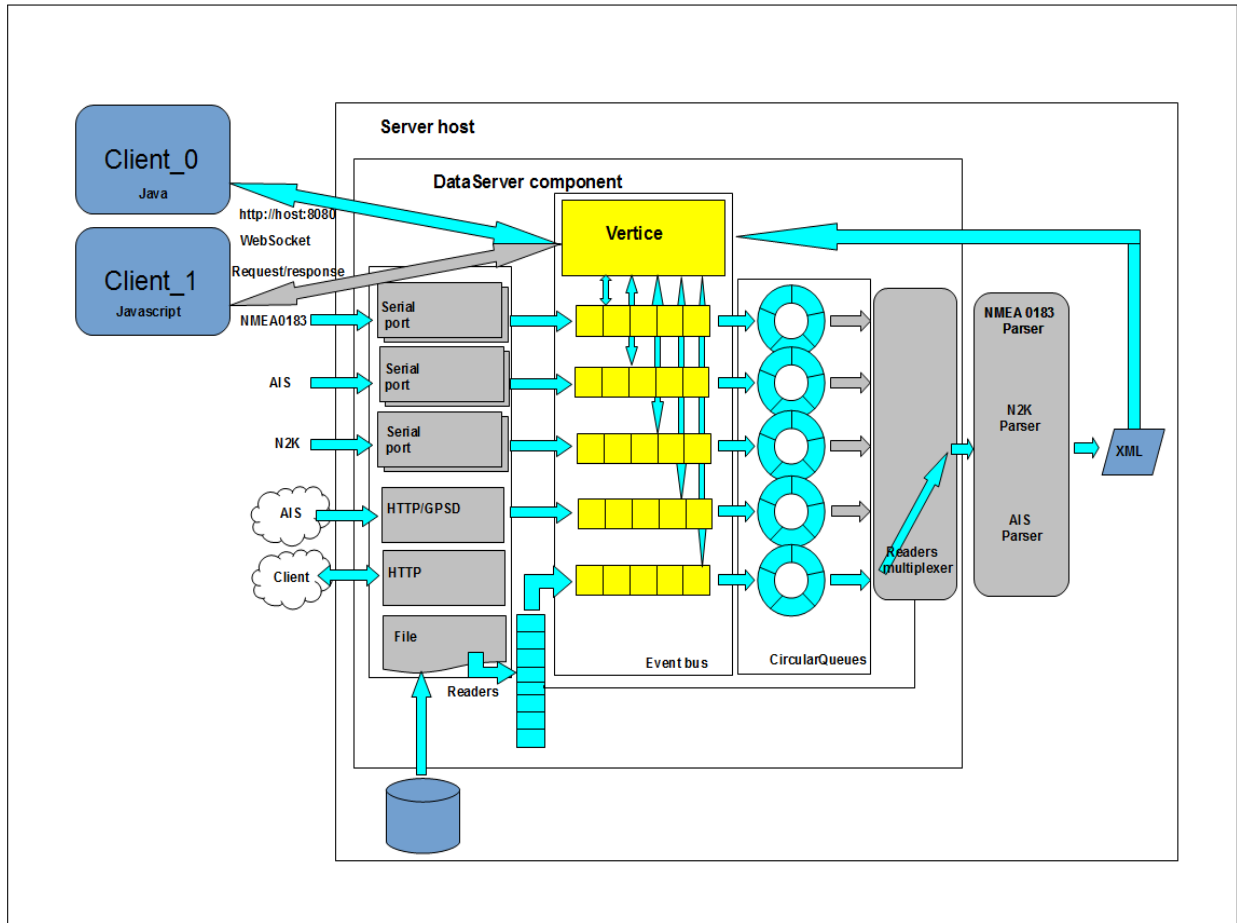 Server host
Client_0
Java
DataServer component
http://host:8080
WebSocket
Vertice
Client_1
Javascript
Request/response
NMEA0183
Serial
port
AIS
Serial
port
N2K
Serial
port
AIS
HTTP/GPSD
Client
HTTP
File
Readers
Event bus
CircularQueues
Readers
multiplexer
NMEA 0183
Parser
N2K
Parser
AIS
Parser
XML